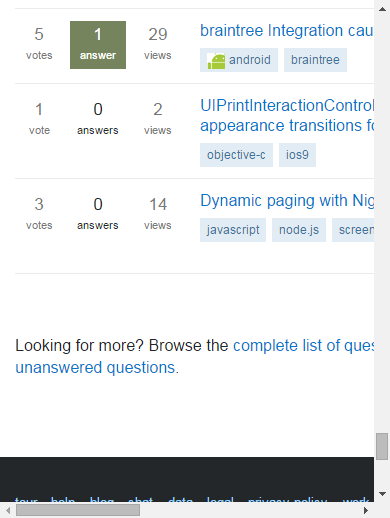 5 1 29 braintree Integration cau
votes answer views
android braintree
1 0 2 UIPrintInteractionControl
vote answers views appearance transitions fo
objective-c ios9
3 0 14 Dynamic paging with Nig
votes answers views javascript node.js screen
Looking for more? Browse the complete list of ques
unanswered questions.
tour help blog chat data legal privacy policy work